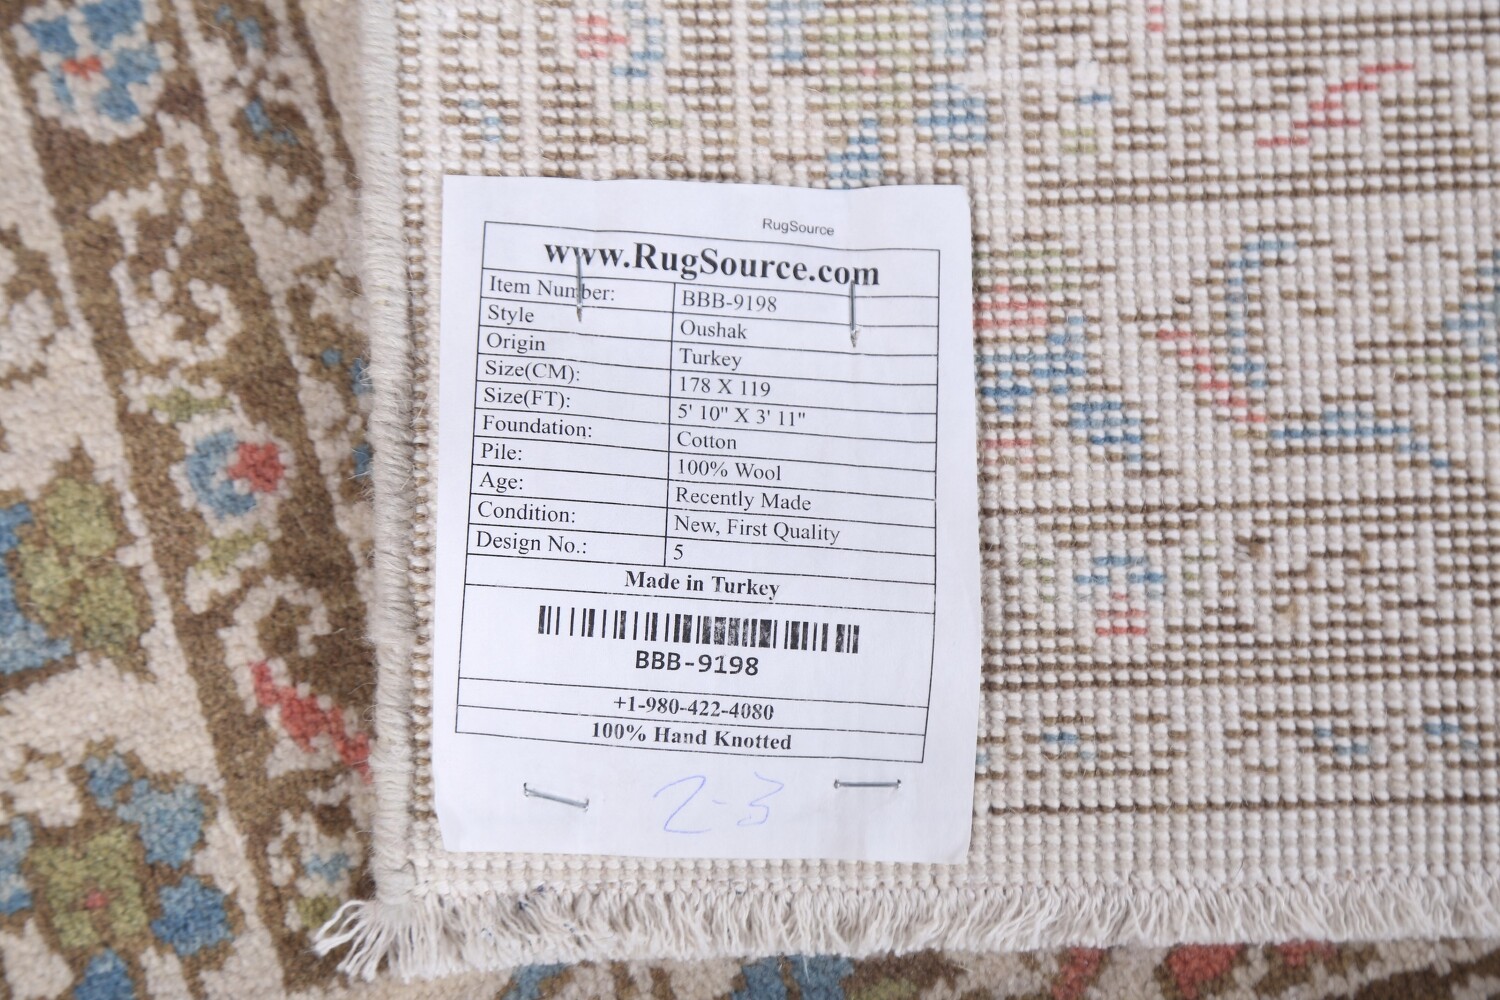 RugSource
www.RugSource.com
Item Number: BBB-9198
Style Oushak
Origin Turkey
Size(CM): 178 X 119
Size(FT): 5' 10" X 3' 11"
Foundation: Cotton
Pile: 100% Wool
Age: Recently Made
Condition: New, First Quality
Design No.: 5
Made in Turkey
BBB-9198
+1-980-422-4080
100% Hand Knotted
2-3